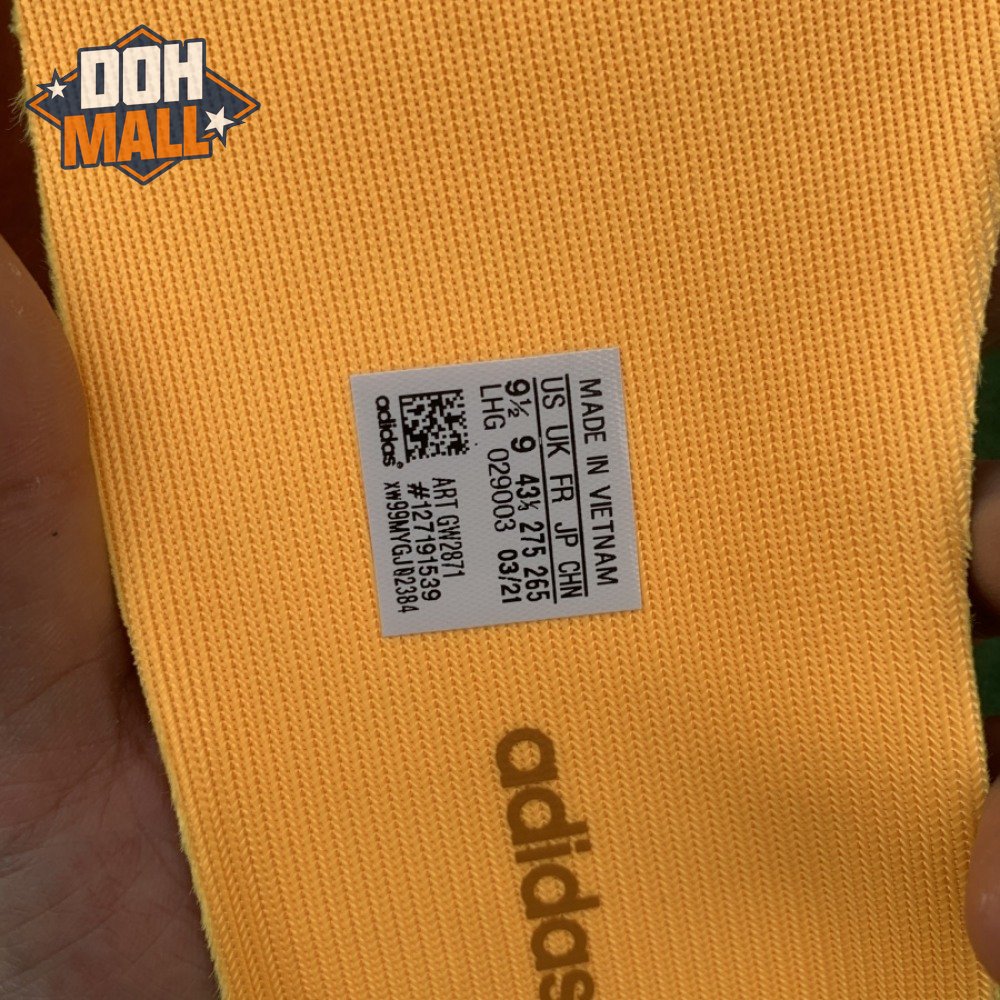 DOH
MALL
MADE IN VIETNAM
US UK FR JP CHN
9½ 9 43⅓ 275 265
LHG 029003 03/21
ART GW2871
#127191539
XW99MYGJ02384
adidas
adidas